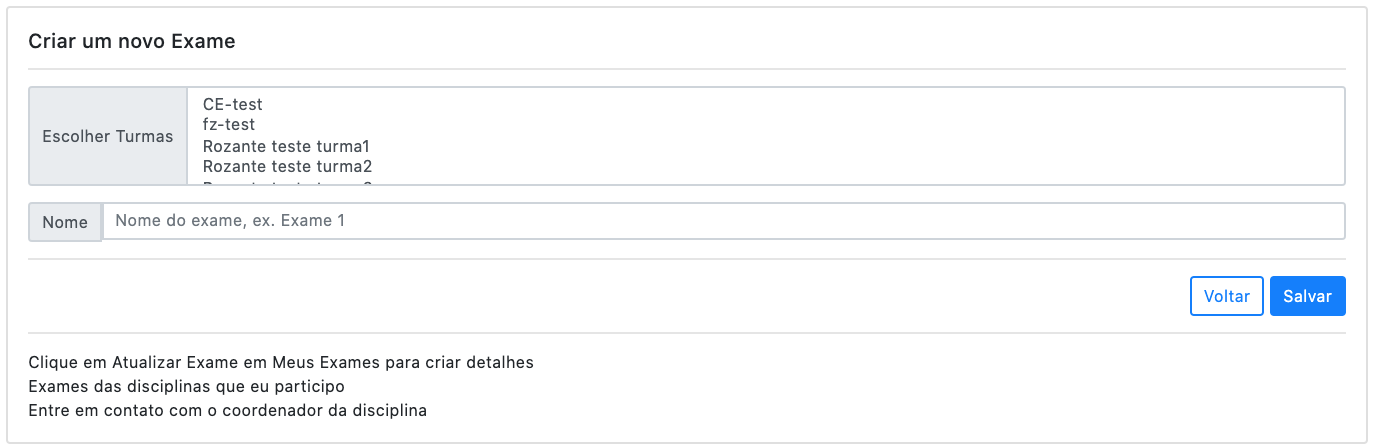 Criar um novo Exame
Escolher Turmas
CE-test
fz-test
Rozante teste turma1
Rozante teste turma2
Nome
Nome do exame, ex. Exame 1
Voltar
Salvar
Clique em Atualizar Exame em Meus Exames para criar detalhes
Exames das disciplinas que eu participo
Entre em contato com o coordenador da disciplina